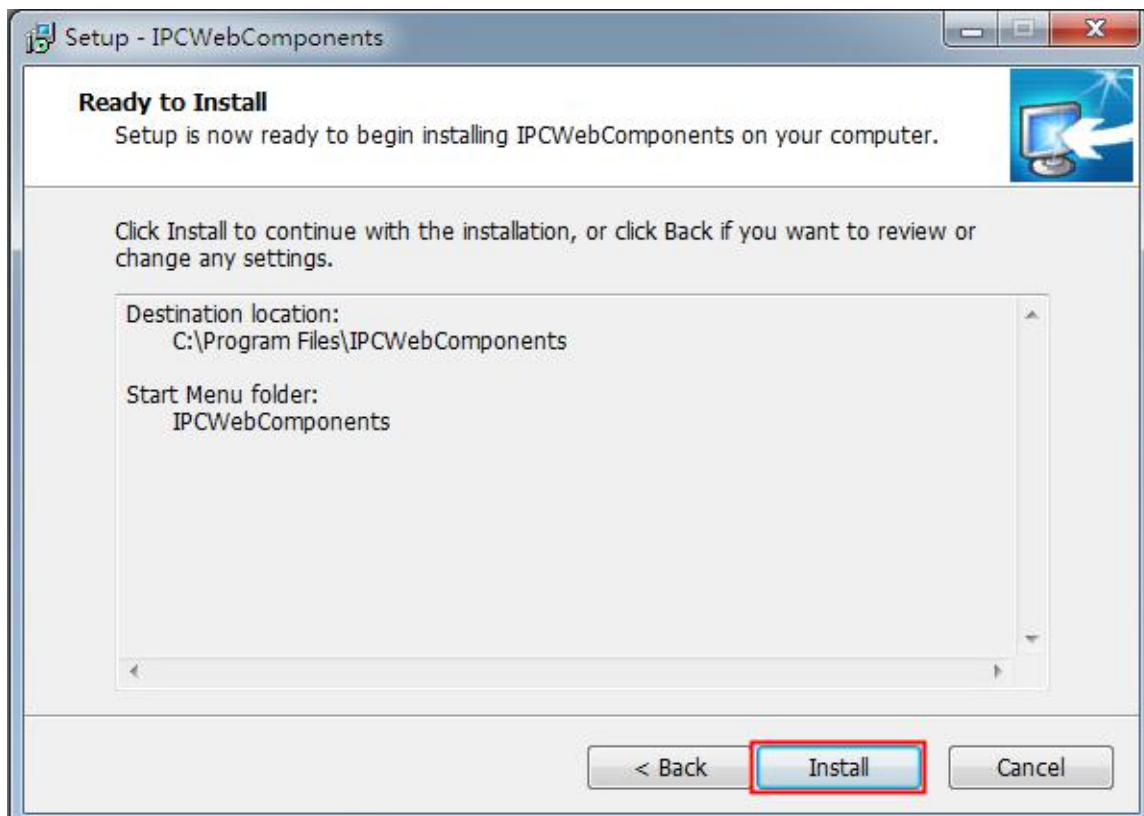 Setup - IPCWebComponents
Ready to Install
Setup is now ready to begin installing IPCWebComponents on your computer.
Click Install to continue with the installation, or click Back if you want to review or
change any settings.
Destination location:
C:\Program Files\IPCWebComponents
Start Menu folder:
IPCWebComponents
< Back
Install
Cancel